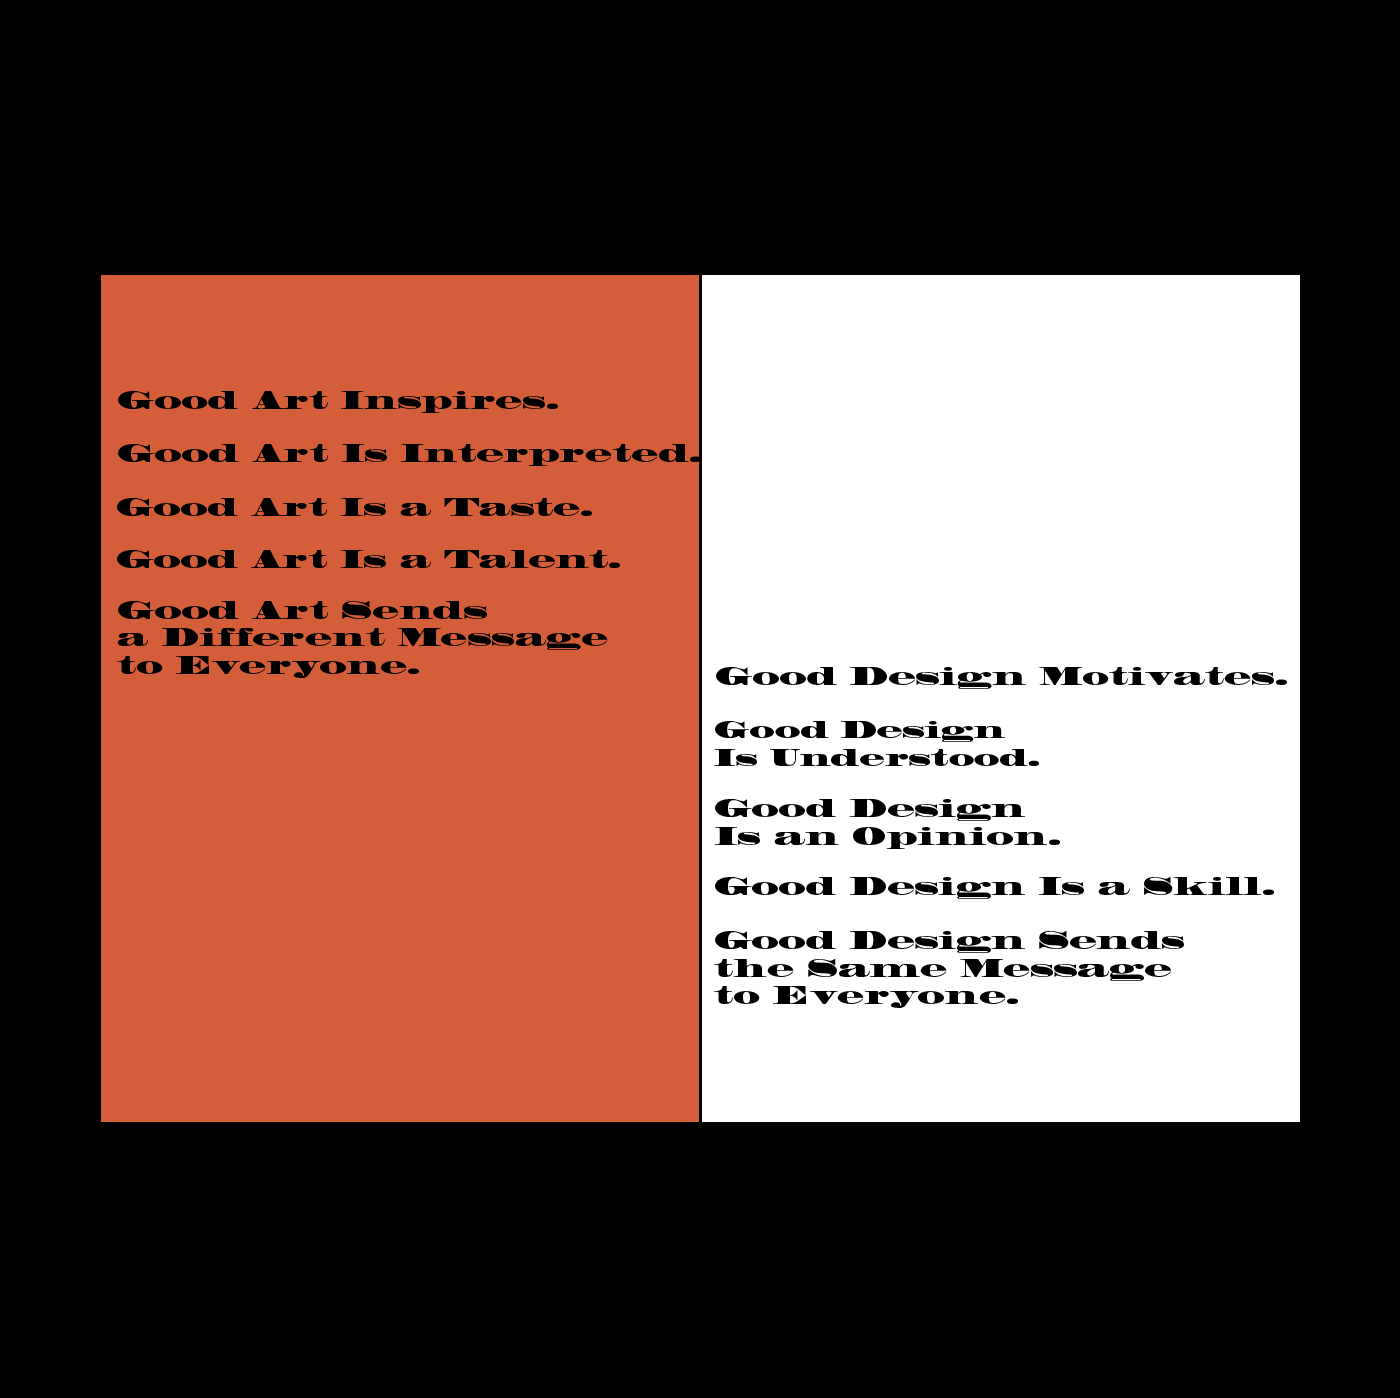 Good Art Inspires.
Good Art Is Interpreted.
Good Art Is a Taste.
Good Art Is a Talent.
Good Art Sends
a Different Message
to Everyone.
Good Design Motivates.
Good Design
Is Understood.
Good Design
Is an Opinion.
Good Design Is a Skill.
Good Design Sends
the Same Message
to Everyone.